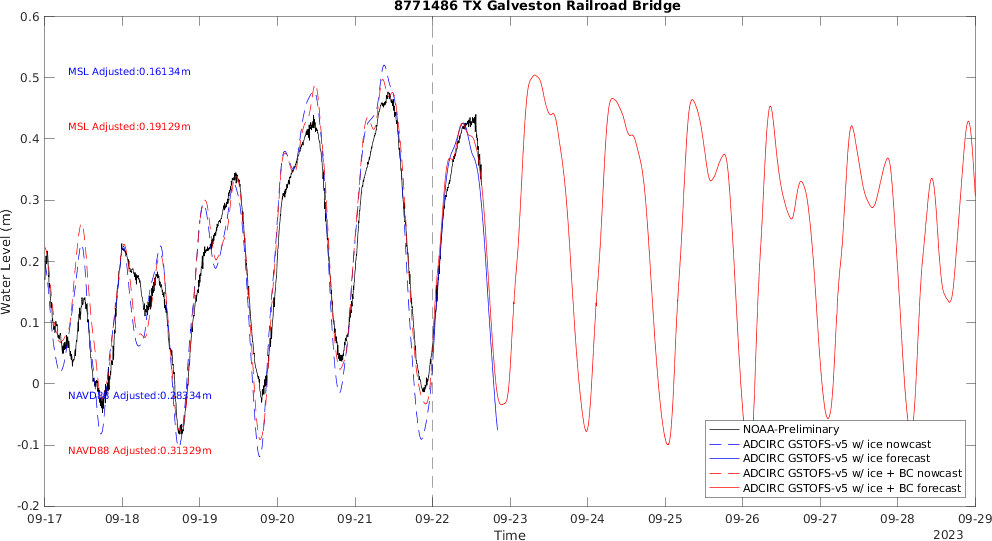 8771486 TX Galveston Railroad Bridge
0.6
0.5
0.4
0.3
0.2
0.1
0
-0.1
-0.2
Water Level (m)
MSL Adjusted:0.16134m
MSL Adjusted:0.19129m
NAVD88 Adjusted:0.28334m
NAVD88 Adjusted:0.31329m
NOAA-Preliminary
ADCIRC GSTOFS-v5 w/ ice nowcast
ADCIRC GSTOFS-v5 w/ ice forecast
ADCIRC GSTOFS-v5 w/ ice + BC nowcast
ADCIRC GSTOFS-v5 w/ ice + BC forecast
09-17 09-18 09-19 09-20 09-21 09-22 09-23 09-24 09-25 09-26 09-27 09-28 09-29
Time
2023